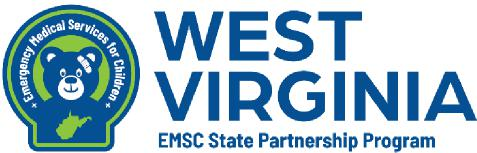 + Emergency Medical Services for Children +
WEST
VIRGINIA
EMSC State Partnership Program